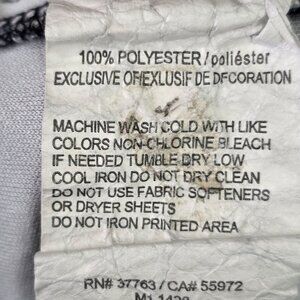 100% POLYESTER / poliéster
EXCLUSIVE OF/EXLUSIF DE DECORATION
MACHINE WASH COLD WITH LIKE
COLORS NON-CHLORINE BLEACH
IF NEEDED TUMBLE DRY LOW
COOL IRON DO NOT DRY CLEAN
DO NOT USE FABRIC SOFTENERS
OR DRYER SHEETS
DO NOT IRON PRINTED AREA
RN# 37763 / CA# 55972